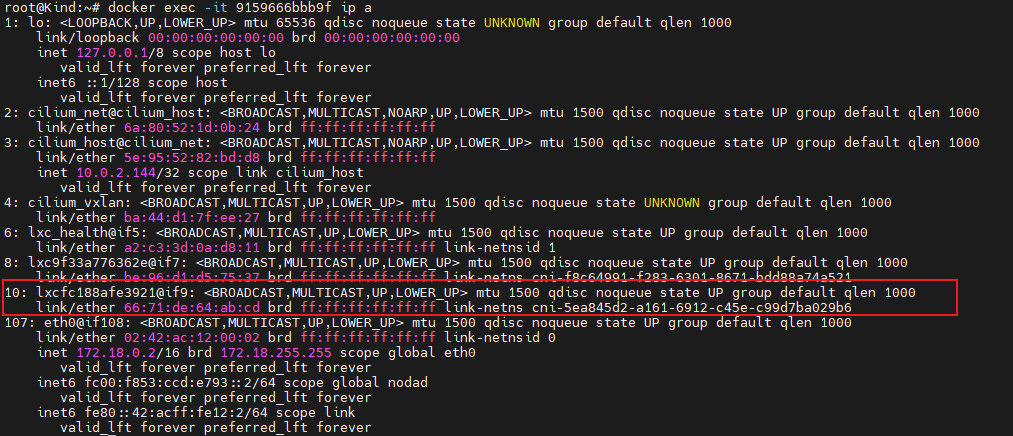 root@Kind:~# docker exec -it 9159666bbb9f ip a
1: lo: <LOOPBACK,UP,LOWER_UP> mtu 65536 qdisc noqueue state UNKNOWN group default qlen 1000
link/loopback 00:00:00:00:00:00 brd 00:00:00:00:00:00
inet 127.0.0.1/8 scope host lo
valid_lft forever preferred_lft forever
inet6 ::1/128 scope host
valid_lft forever preferred_lft forever
2: cilium_net@cilium_host: <BROADCAST,MULTICAST,NOARP,UP,LOWER_UP> mtu 1500 qdisc noqueue state UP group default qlen 1000
link/ether 6a:80:52:1d:0b:24 brd ff:ff:ff:ff:ff:ff
3: cilium_host@cilium_net: <BROADCAST,MULTICAST,NOARP,UP,LOWER_UP> mtu 1500 qdisc noqueue state UP group default qlen 1000
link/ether 5e:95:52:82:bd:d8 brd ff:ff:ff:ff:ff:ff
inet 10.0.2.144/32 scope link cilium_host
valid_lft forever preferred_lft forever
4: cilium_vxlan: <BROADCAST,MULTICAST,UP,LOWER_UP> mtu 1500 qdisc noqueue state UNKNOWN group default qlen 1000
link/ether ba:44:d1:7f:ee:27 brd ff:ff:ff:ff:ff:ff
6: lxc_health@if5: <BROADCAST,MULTICAST,UP,LOWER_UP> mtu 1500 qdisc noqueue state UP group default qlen 1000
link/ether a2:c3:3d:0a:d8:11 brd ff:ff:ff:ff:ff:ff link-netnsid 1
8: lxc9f33a776362e@if7: <BROADCAST,MULTICAST,UP,LOWER_UP> mtu 1500 qdisc noqueue state UP group default qlen 1000
link/ether be:96:d1:d5:75:37 brd ff:ff:ff:ff:ff:ff link-netns cni-f8c64991-f283-6301-8671-bdd88a74a521
10: lxcfc188afe3921@if9: <BROADCAST,MULTICAST,UP,LOWER_UP> mtu 1500 qdisc noqueue state UP group default qlen 1000
link/ether 66:71:de:64:ab:cd brd ff:ff:ff:ff:ff:ff link-netns cni-5ea845d2-a161-6912-c45e-c99d7ba029b6
107: eth0@if108: <BROADCAST,MULTICAST,UP,LOWER_UP> mtu 1500 qdisc noqueue state UP group default qlen 1000
link/ether 02:42:ac:12:00:02 brd ff:ff:ff:ff:ff:ff link-netnsid 0
inet 172.18.0.2/16 brd 172.18.255.255 scope global eth0
valid_lft forever preferred_lft forever
inet6 fc00:f853:ccd:e793::2/64 scope global nodad
valid_lft forever preferred_lft forever
inet6 fe80::42:acff:fe12:2/64 scope link
valid_lft forever preferred_lft forever